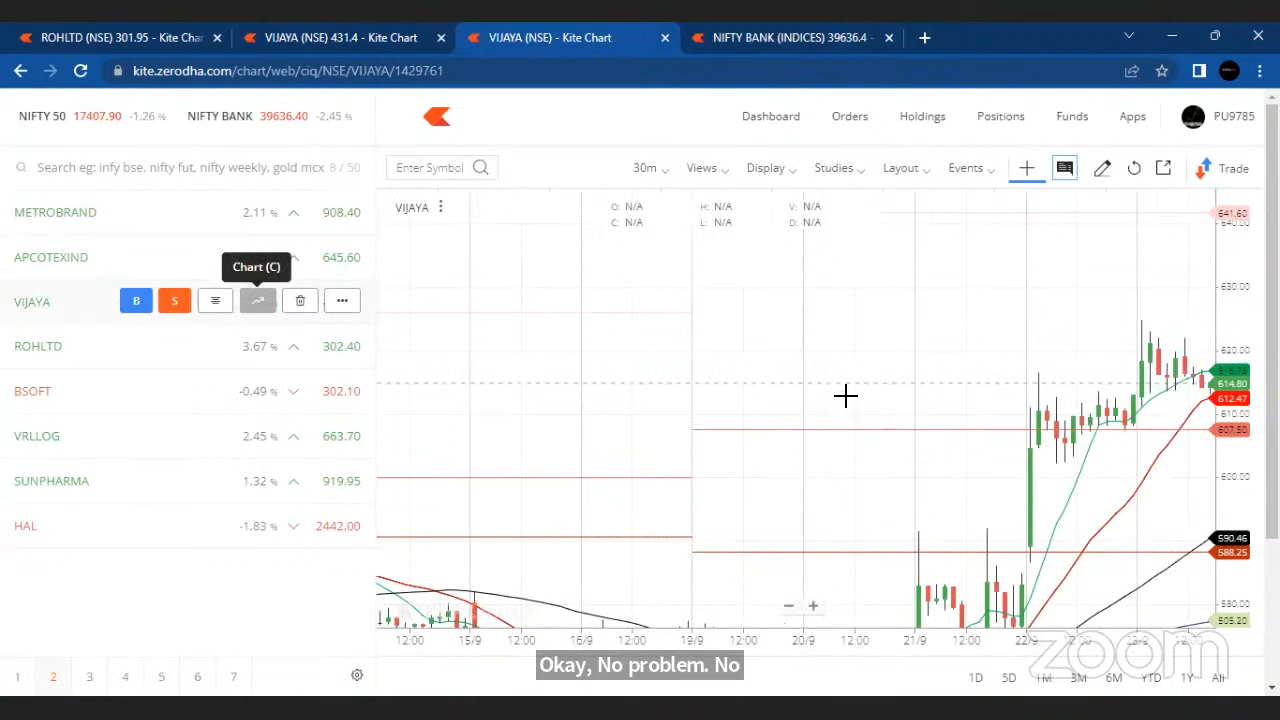 ROHLTD (NSE) 301.95 - Kite Cha
VIJAYA (NSE) 431.4 - Kite Chart
VIJAYA (NSE) - Kite Chart
NIFTY BANK (INDICES) 39636.4 -
kite.zerodha.com/chart/web/ciq/NSE/VIJAYA/1429761
NIFTY 50 17407.90 -1.26 %
NIFTY BANK 39636.40 -2.45 %
Dashboard
Orders
Holdings
Positions
Funds
Apps
PU9785
Search eg: infy bse, nifty fut, nifty weekly, gold mcx 8 / 50
Enter Symbol
30m
Views
Display
Studies
Layout
Events
Trade
METROBRAND 2.11 % 908.40
APCOTEXIND 645.60
Chart (C)
VIJAYA B S
ROHLTD 3.67 % 302.40
BSOFT -0.49 % 302.10
VRLLOG 2.45 % 663.70
SUNPHARMA 1.32 % 919.95
HAL -1.83 % 2442.00
1 2 3 4 5 6 7
VIJAYA
O: N/A H: N/A V: N/A
C: N/A L: N/A D: N/A
641.60
640.00
630.00
620.00
614.80
612.47
610.00
607.50
600.00
590.46
588.25
580.00
12:00 15/9 12:00 16/9 12:00 19/9 12:00 20/9 12:00 21/9 12:00 22/9
zoom
1D 5D 1M 3M 6M YTD 1Y All
Okay, No problem. No